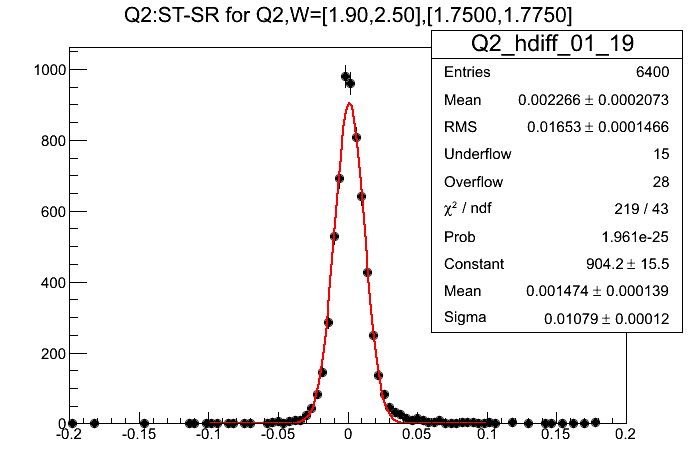 Q2:ST-SR for Q2,W=[1.90,2.50],[1.7500,1.7750]
Q2_hdiff_01_19
Entries 6400
Mean 0.002266 ± 0.0002073
RMS 0.01653 ± 0.0001466
Underflow 15
Overflow 28
χ² / ndf 219 / 43
Prob 1.961e-25
Constant 904.2 ± 15.5
Mean 0.001474 ± 0.000139
Sigma 0.01079 ± 0.00012
1000
800
600
400
200
0
-0.2 -0.15 -0.1 -0.05 0 0.05 0.1 0.15 0.2